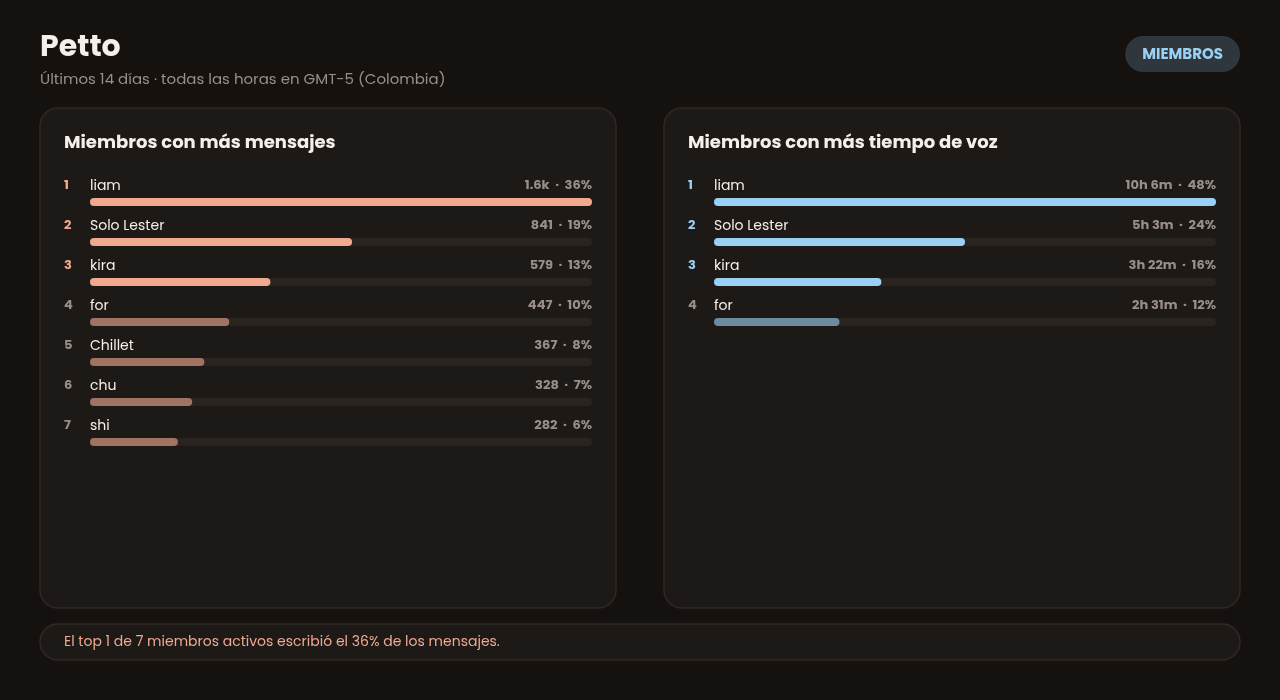 Petto
Últimos 14 días · todas las horas en GMT-5 (Colombia)
MIEMBROS
Miembros con más mensajes
1 liam 1.6k · 36%
2 Solo Lester 841 · 19%
3 kira 579 · 13%
4 for 447 · 10%
5 Chillet 367 · 8%
6 chu 328 · 7%
7 shi 282 · 6%
Miembros con más tiempo de voz
1 liam 10h 6m · 48%
2 Solo Lester 5h 3m · 24%
3 kira 3h 22m · 16%
4 for 2h 31m · 12%
El top 1 de 7 miembros activos escribió el 36% de los mensajes.